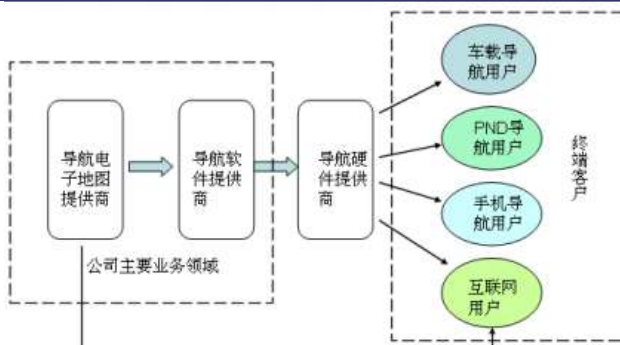 导航电
子地图
提供商
导航软
件提供
商
公司主要业务领域
导航硬
件提供
商
车载导
航用户
PND导
航用户
手机导
航用户
互联网
用户
终
端
客
户